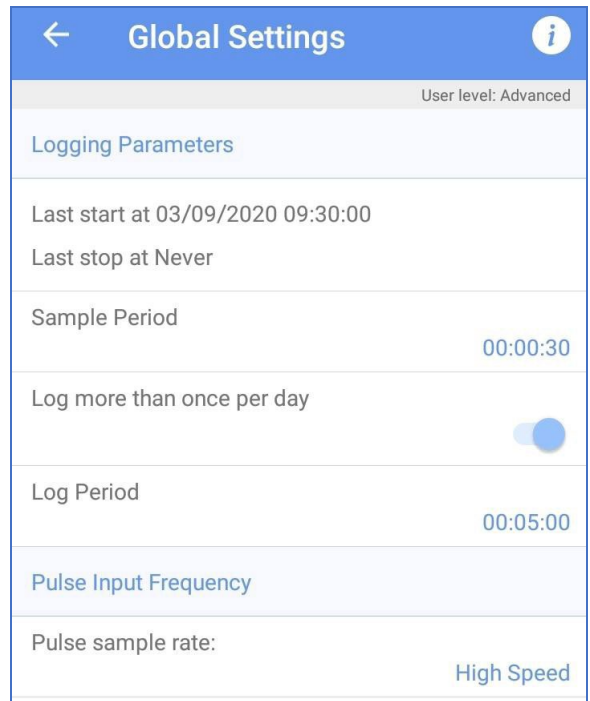 Global Settings
User level: Advanced
Logging Parameters
Last start at 03/09/2020 09:30:00
Last stop at Never
Sample Period
00:00:30
Log more than once per day
Log Period
00:05:00
Pulse Input Frequency
Pulse sample rate:
High Speed